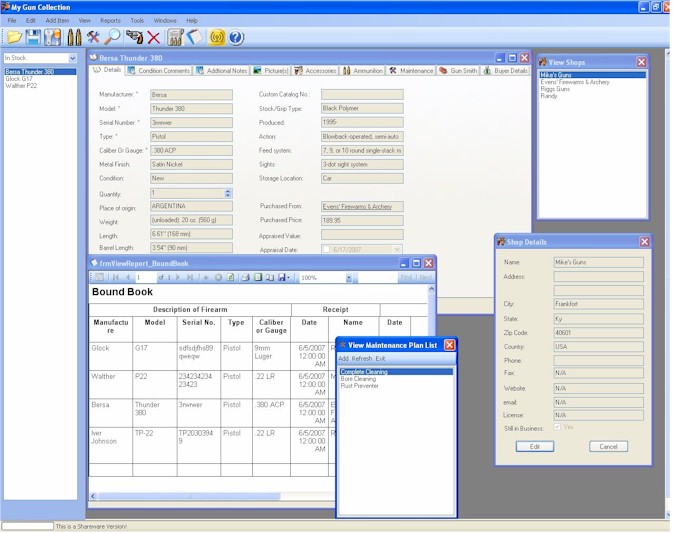 My Gun Collection
File Edit Add Item View Reports Tools Windows Help
In Stock
Bersa Thunder 380
Glock G17
Walther P22
Bersa Thunder 380
Details Condition Comments Additional Notes Picture(s) Accessories Ammunition Maintenance Gun Smith Buyer Details
Manufacturer: * Bersa
Model: * Thunder 380
Serial Number: * 3nrwrwer
Type: * Pistol
Caliber Or Gauge: * .380 ACP
Metal Finish: Satin Nickel
Condition: New
Quantity: 1
Place of origin: ARGENTINA
Weight: (unloaded): 20 oz. (560 g)
Length: 6.61" (168 mm)
Barrel Length: 3.54" (90 mm)
Custom Catalog No.:
Stock/Grip Type: Black Polymer
Produced: 1995-
Action: Blowback-operated, semi-auto
Feed system: 7, 9, or 10 round single-stack m
Sights: 3-dot sight system
Storage Location: Car
Purchased From: Evens' Firewarms & Archery
Purchased Price: 189.95
Appraised Value:
Appraisal Date: 6/17/2007
View Shops
Mike's Guns
Evens' Firewarms & Archery
Riggs Guns
Randy
Shop Details
Name: Mike's Guns
Address:
City: Frankfort
State: Ky
Zip Code: 40601
Country: USA
Phone:
Fax: N/A
Website: N/A
email: N/A
License: N/A
Still in Business: Yes
Edit Cancel
frmViewReport_BoundBook
1 of 1 100% Find | Next
Bound Book
Description of Firearm Receipt
Manufactu
re Model Serial No. Type Caliber
or Gauge Date Name Date
Glock G17 sdfsdjfhs89
qweqw Pistol 9mm
Luger 6/5/2007
12:00:00
AM
Walther P22 234234234
23423 Pistol .22 LR 6/5/2007
12:00:00
AM
Bersa Thunder
380 3nwrwer Pistol .380 ACP 6/5/2007
12:00:00
AM
Iver
Johnson TP-22 TP2030394
9 Pistol .22 LR 6/5/2007
12:00:00
AM
View Maintenance Plan List
Add Refresh Exit
Complete Cleaning
Bore Cleaning
Rust Preventer
This is a Shareware Version!